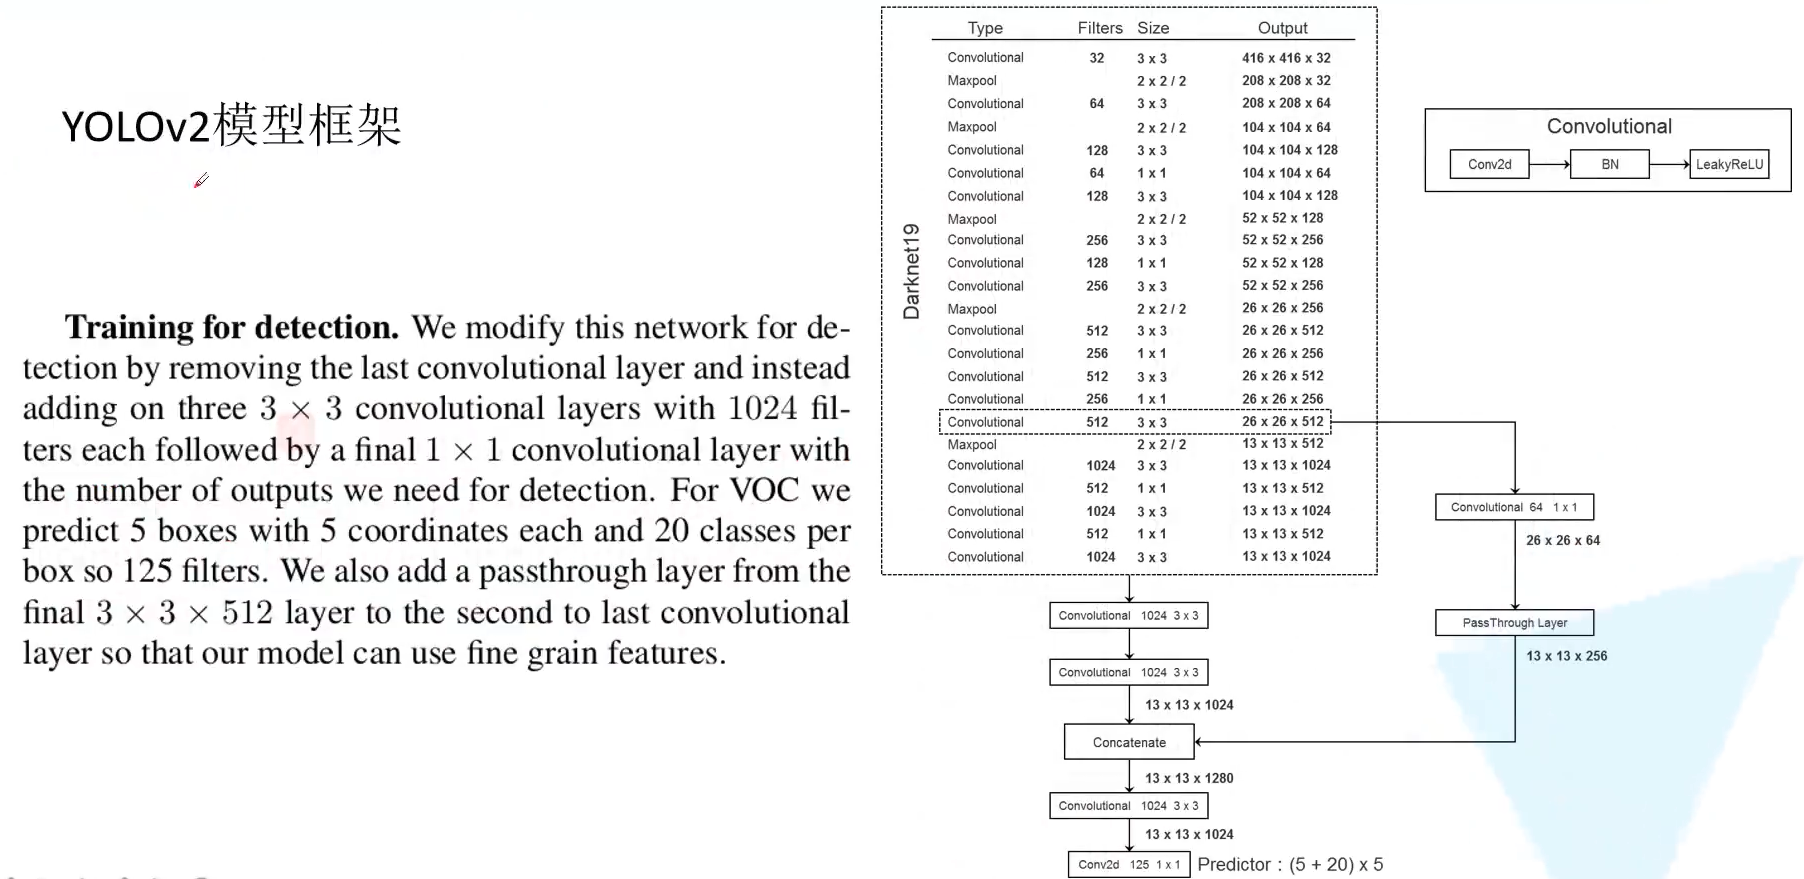 YOLOv2模型框架
Training for detection. We modify this network for de-
tection by removing the last convolutional layer and instead
adding on three 3 × 3 convolutional layers with 1024 fil-
ters each followed by a final 1 × 1 convolutional layer with
the number of outputs we need for detection. For VOC we
predict 5 boxes with 5 coordinates each and 20 classes per
box so 125 filters. We also add a passthrough layer from the
final 3 × 3 × 512 layer to the second to last convolutional
layer so that our model can use fine grain features.
Darknet19
Type Filters Size Output
Convolutional 32 3 x 3 416 x 416 x 32
Maxpool 2 x 2 / 2 208 x 208 x 32
Convolutional 64 3 x 3 208 x 208 x 64
Maxpool 2 x 2 / 2 104 x 104 x 64
Convolutional 128 3 x 3 104 x 104 x 128
Convolutional 64 1 x 1 104 x 104 x 64
Convolutional 128 3 x 3 104 x 104 x 128
Maxpool 2 x 2 / 2 52 x 52 x 128
Convolutional 256 3 x 3 52 x 52 x 256
Convolutional 128 1 x 1 52 x 52 x 128
Convolutional 256 3 x 3 52 x 52 x 256
Maxpool 2 x 2 / 2 26 x 26 x 256
Convolutional 512 3 x 3 26 x 26 x 512
Convolutional 256 1 x 1 26 x 26 x 256
Convolutional 512 3 x 3 26 x 26 x 512
Convolutional 256 1 x 1 26 x 26 x 256
Convolutional 512 3 x 3 26 x 26 x 512
Maxpool 2 x 2 / 2 13 x 13 x 512
Convolutional 1024 3 x 3 13 x 13 x 1024
Convolutional 512 1 x 1 13 x 13 x 512
Convolutional 1024 3 x 3 13 x 13 x 1024
Convolutional 512 1 x 1 13 x 13 x 512
Convolutional 1024 3 x 3 13 x 13 x 1024
Convolutional 1024 3 x 3
Convolutional 1024 3 x 3
13 x 13 x 1024
Concatenate
13 x 13 x 1280
Convolutional 1024 3 x 3
13 x 13 x 1024
Conv2d 125 1 x 1
Predictor : (5 + 20) x 5
Convolutional
Conv2d
BN
LeakyReLU
Convolutional 64 1 x 1
26 x 26 x 64
PassThrough Layer
13 x 13 x 256